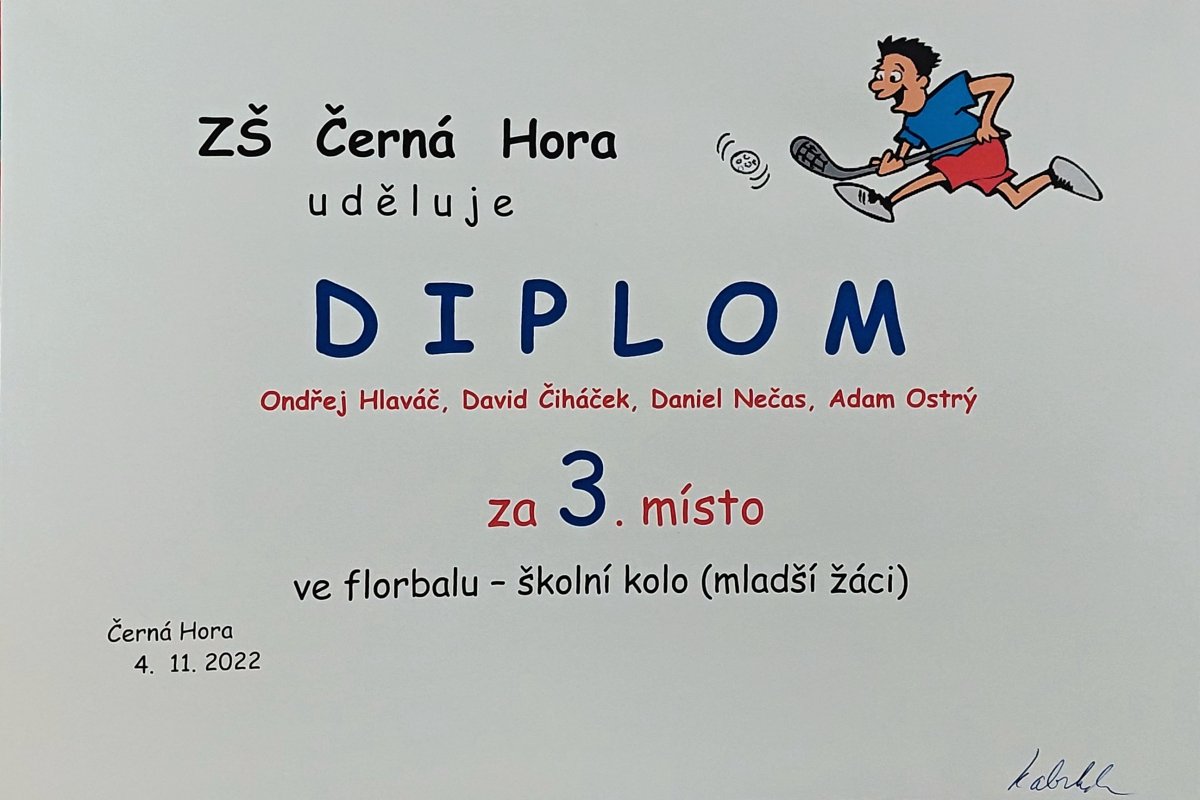 ZŠ Černá Hora
uděluje
DIPLOM
Ondřej Hlaváč, David Čiháček, Daniel Nečas, Adam Ostrý
za 3. místo
ve florbalu – školní kolo (mladší žáci)
Černá Hora
4. 11. 2022